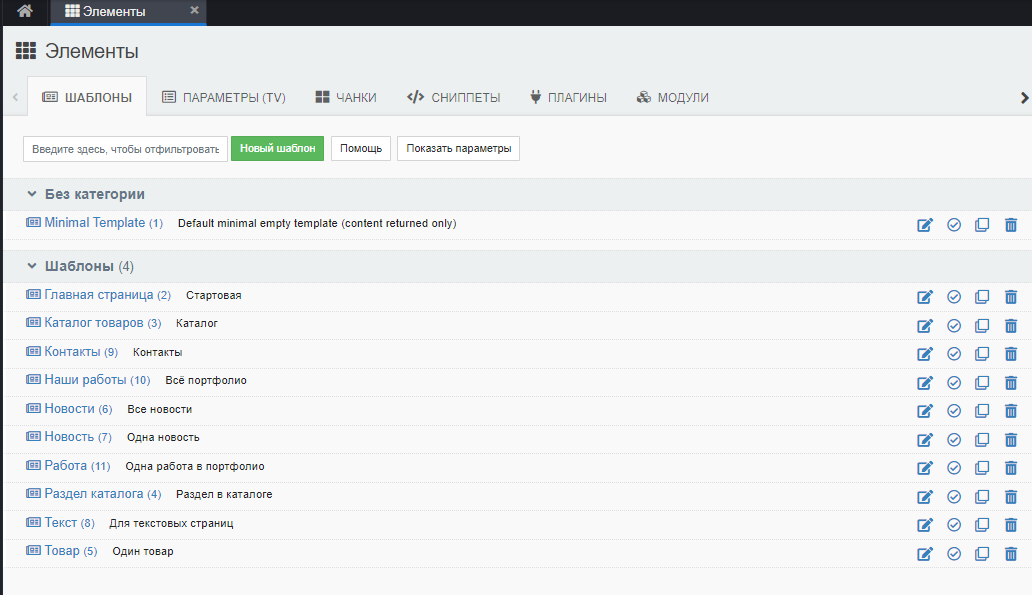 Элементы
Элементы
ШАБЛОНЫ ПАРАМЕТРЫ (TV) ЧАНКИ СНИППЕТЫ ПЛАГИНЫ МОДУЛИ
Введите здесь, чтобы отфильтровать Новый шаблон Помощь Показать параметры
Без категории
Minimal Template (1) Default minimal empty template (content returned only)
Шаблоны (4)
Главная страница (2) Стартовая
Каталог товаров (3) Каталог
Контакты (9) Контакты
Наши работы (10) Всё портфолио
Новости (6) Все новости
Новость (7) Одна новость
Работа (11) Одна работа в портфолио
Раздел каталога (4) Раздел в каталоге
Текст (8) Для текстовых страниц
Товар (5) Один товар